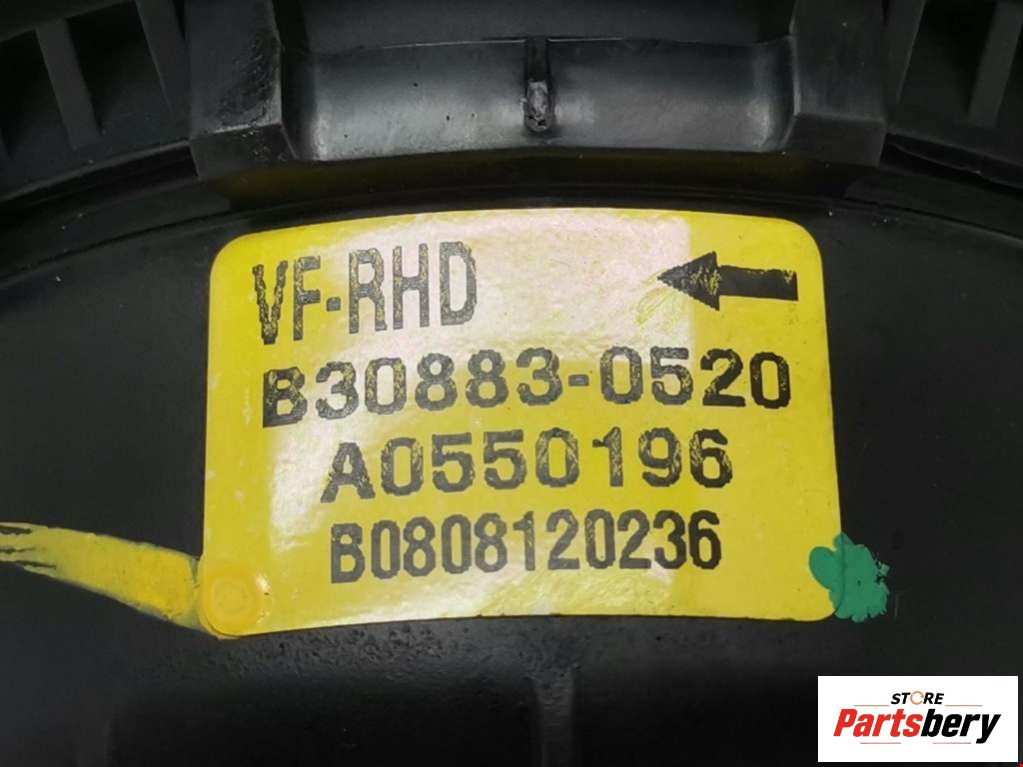 VF-RHD
B30883-0520
A0550196
B0808120236
STORE
Partsbery